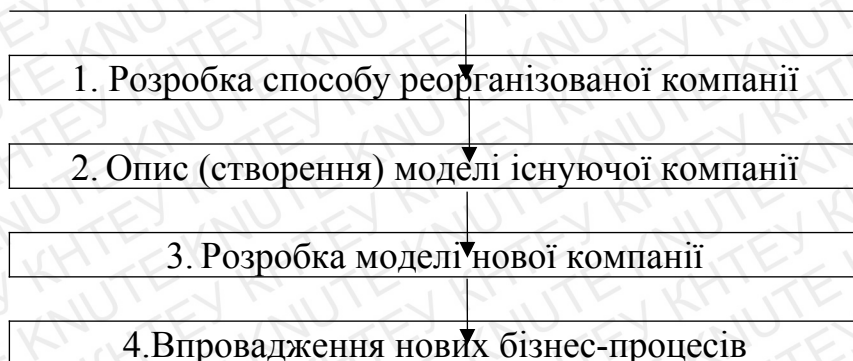 1. Розробка способу реорганізованої компанії
2. Опис (створення) моделі існуючої компанії
3. Розробка моделі нової компанії
4.Впровадження нових бізнес-процесів